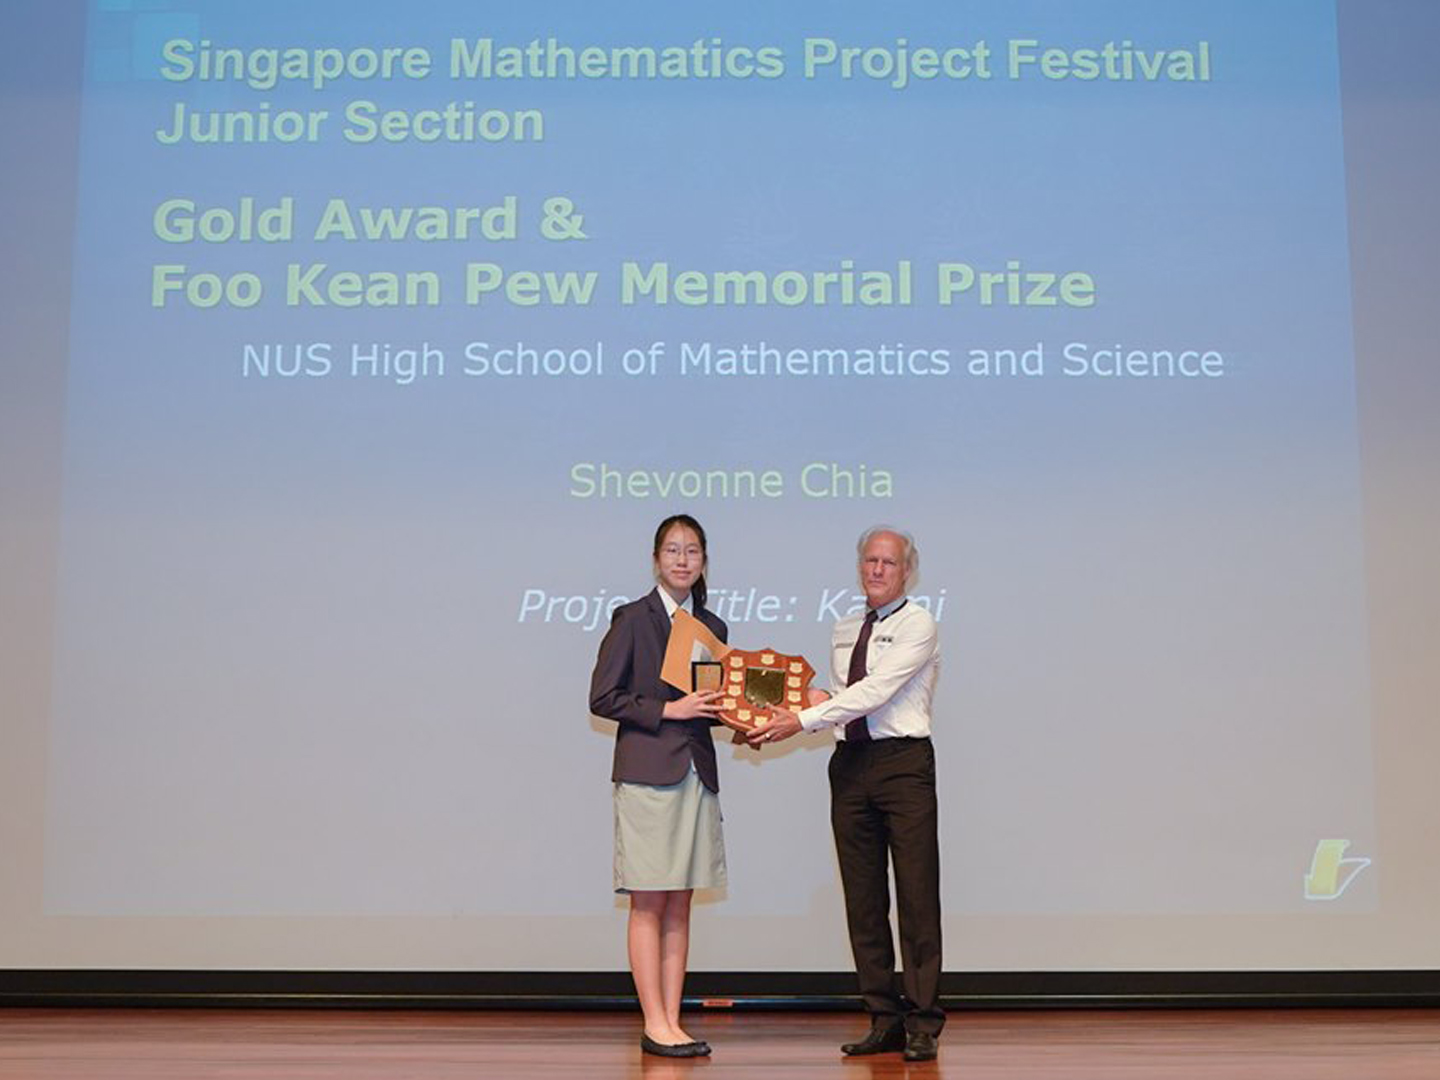 Singapore Mathematics Project Festival
Junior Section
Gold Award &
Foo Kean Pew Memorial Prize
NUS High School of Mathematics and Science
Shevonne Chia
Title: